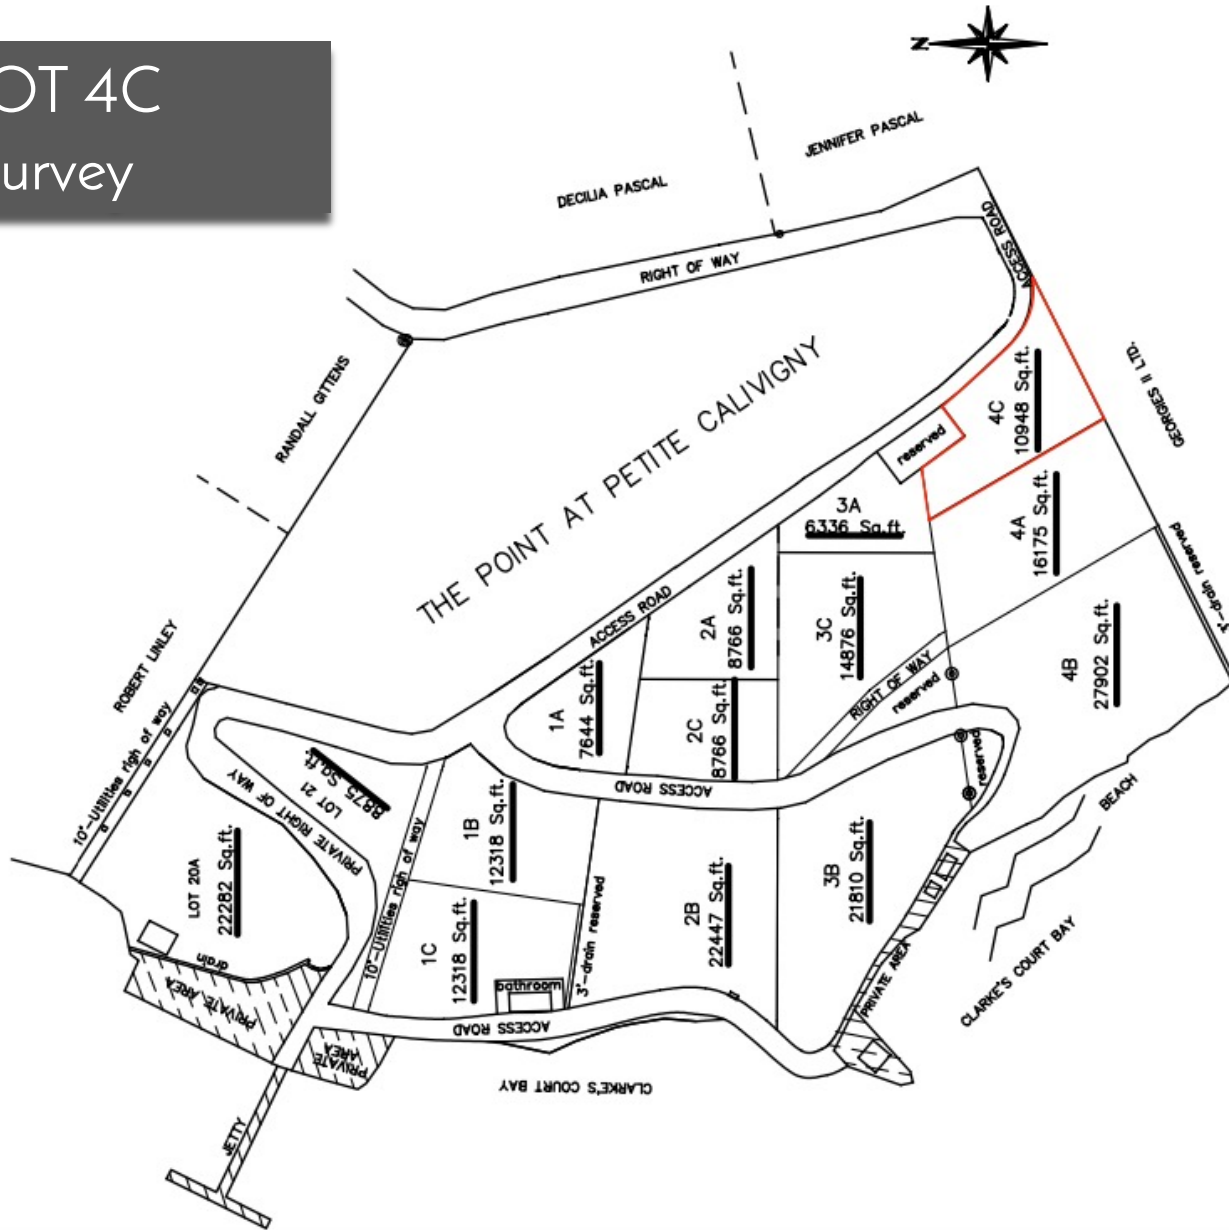 OT 4C
urvey
N
JENNIFER PASCAL
DECILIA PASCAL
ACCESS ROAD
RIGHT OF WAY
RANDALL GITTENS
THE POINT AT PETITE CALIVIGNY
GEORGIES II LTD.
4C
10948 Sq.ft.
reserved
3A
6336 Sq.ft.
4A
16175 Sq.ft.
3'-drain reserved
ACCESS ROAD
2A
8766 Sq.ft.
3C
14876 Sq.ft.
4B
27902 Sq.ft.
ROBERT LINLEY
10'-Utilities righ of way
1A
7644 Sq.ft.
2C
8766 Sq.ft.
RIGHT OF WAY
reserved
reserved
LOT 21
8875 Sq.ft.
PRIVATE RIGHT OF WAY
ACCESS ROAD
BEACH
1B
12318 Sq.ft.
10'-Utilities righ of way
LOT 20A
22282 Sq.ft.
3B
21810 Sq.ft.
2B
22447 Sq.ft.
1C
12318 Sq.ft.
3'-drain reserved
bathroom
drain
PRIVATE AREA
PRIVATE AREA
CLARKE'S COURT BAY
ACCESS ROAD
PRIVATE
AREA
CLARKE'S COURT BAY
JETTY